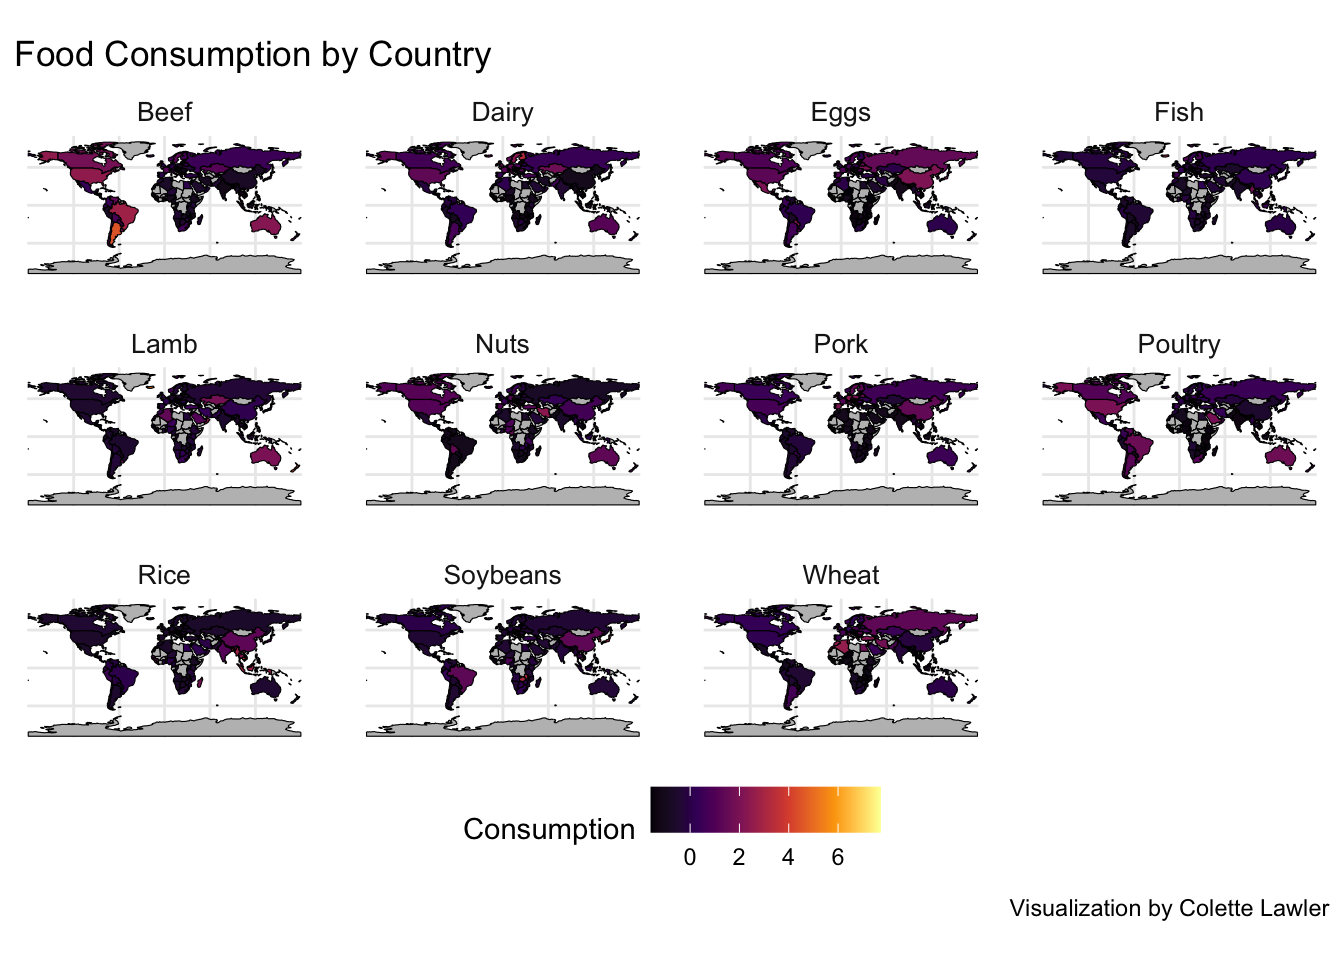 Food Consumption by Country
Beef Dairy Eggs Fish
Lamb Nuts Pork Poultry
Rice Soybeans Wheat
Consumption
0 2 4 6
Visualization by Colette Lawler